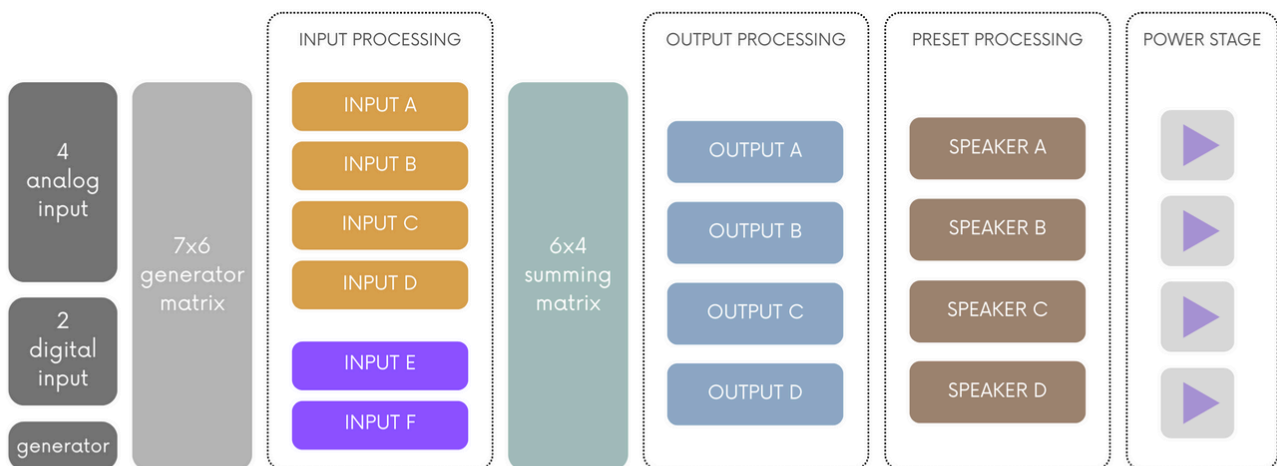 4
analog
input
2
digital
input
generator
7x6
generator
matrix
INPUT PROCESSING
INPUT A
INPUT B
INPUT C
INPUT D
INPUT E
INPUT F
6x4
summing
matrix
OUTPUT PROCESSING
OUTPUT A
OUTPUT B
OUTPUT C
OUTPUT D
PRESET PROCESSING
SPEAKER A
SPEAKER B
SPEAKER C
SPEAKER D
POWER STAGE